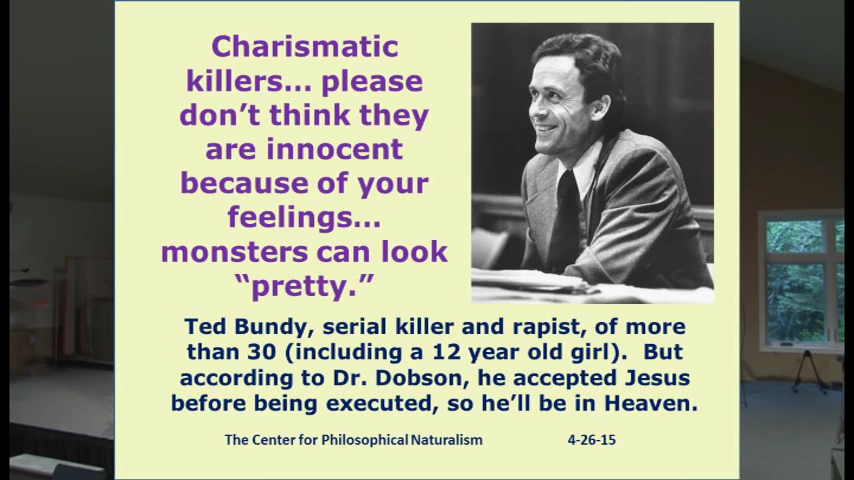 Charismatic
killers... please
don't think they
are innocent
because of your
feelings...
monsters can look
“pretty.”
Ted Bundy, serial killer and rapist, of more
than 30 (including a 12 year old girl).  But
according to Dr. Dobson, he accepted Jesus
before being executed, so he’ll be in Heaven.
The Center for Philosophical Naturalism 4-26-15